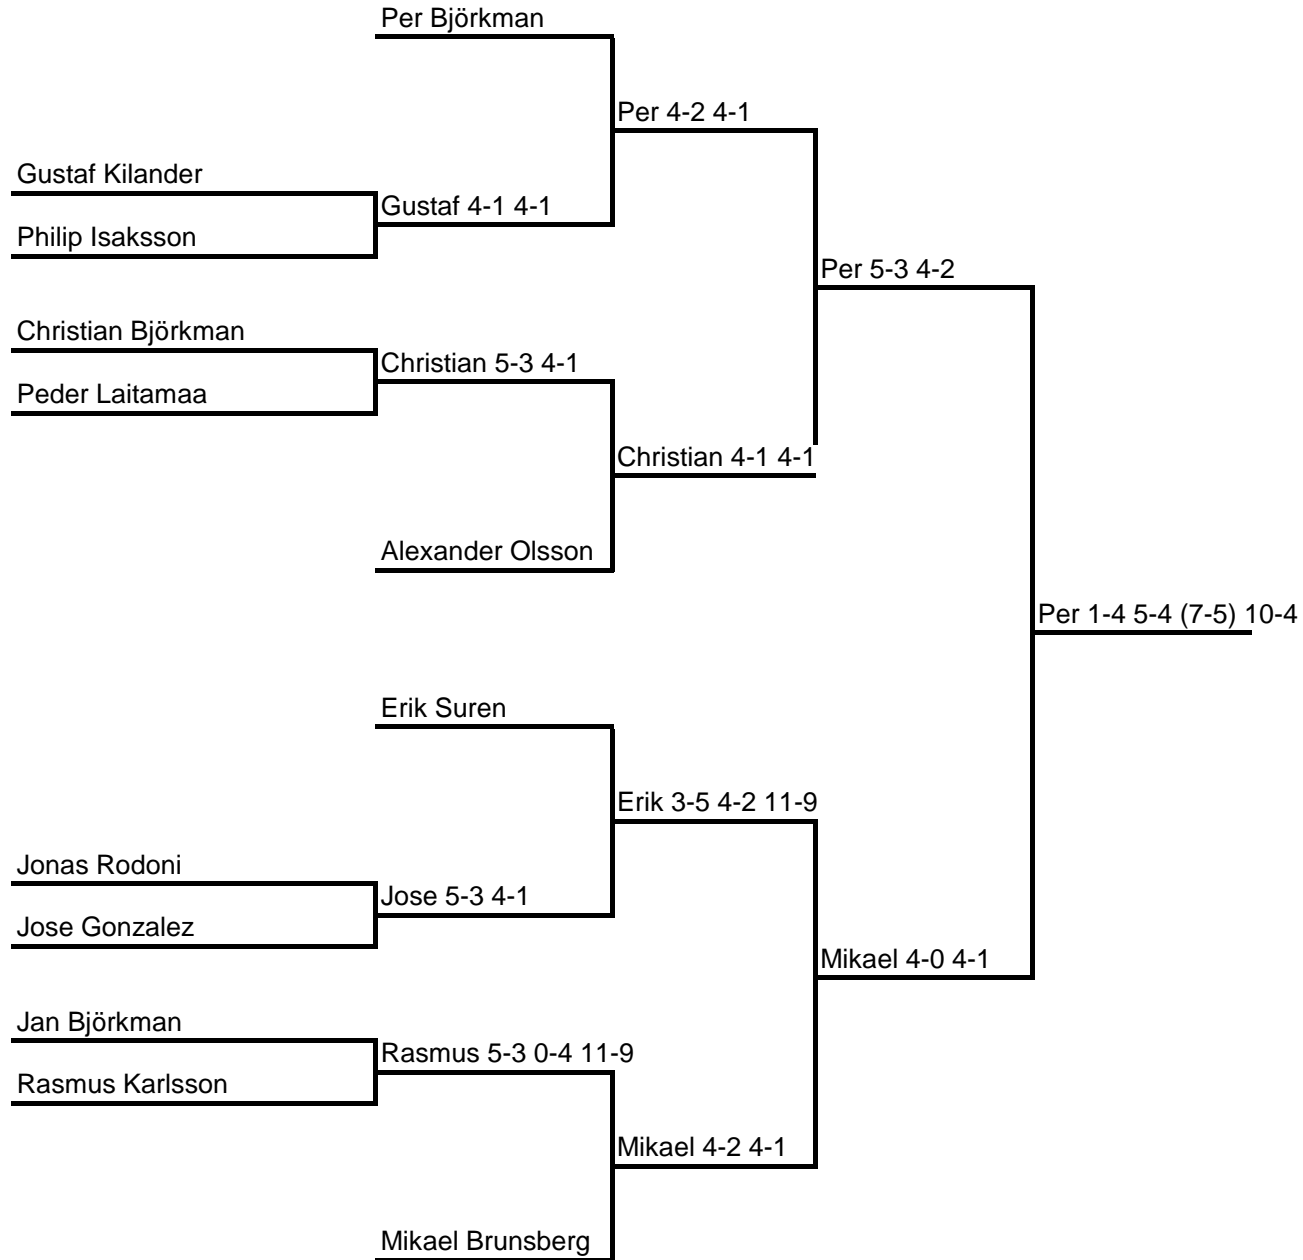 Per Björkman
Per 4-2 4-1
Gustaf Kilander
Gustaf 4-1 4-1
Philip Isaksson
Per 5-3 4-2
Christian Björkman
Christian 5-3 4-1
Peder Laitamaa
Christian 4-1 4-1
Alexander Olsson
Per 1-4 5-4 (7-5) 10-4
Erik Suren
Erik 3-5 4-2 11-9
Jonas Rodoni
Jose 5-3 4-1
Jose Gonzalez
Mikael 4-0 4-1
Jan Björkman
Rasmus 5-3 0-4 11-9
Rasmus Karlsson
Mikael 4-2 4-1
Mikael Brunsberg